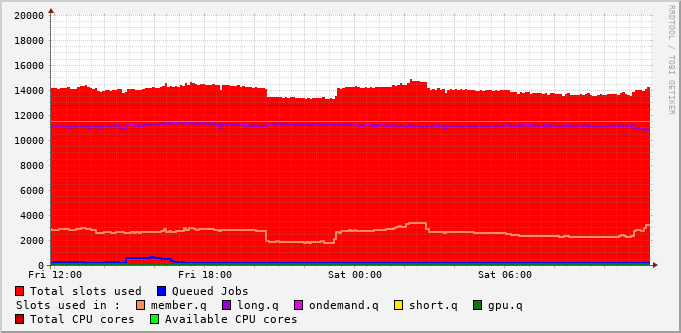 20000
18000
16000
14000
12000
10000
8000
6000
4000
2000
0
Fri 12:00 Fri 18:00 Sat 00:00 Sat 06:00
RRDTOOL / TOBI OETIKER
Total slots used Queued Jobs
Slots used in : member.q long.q ondemand.q short.q gpu.q
Total CPU cores Available CPU cores